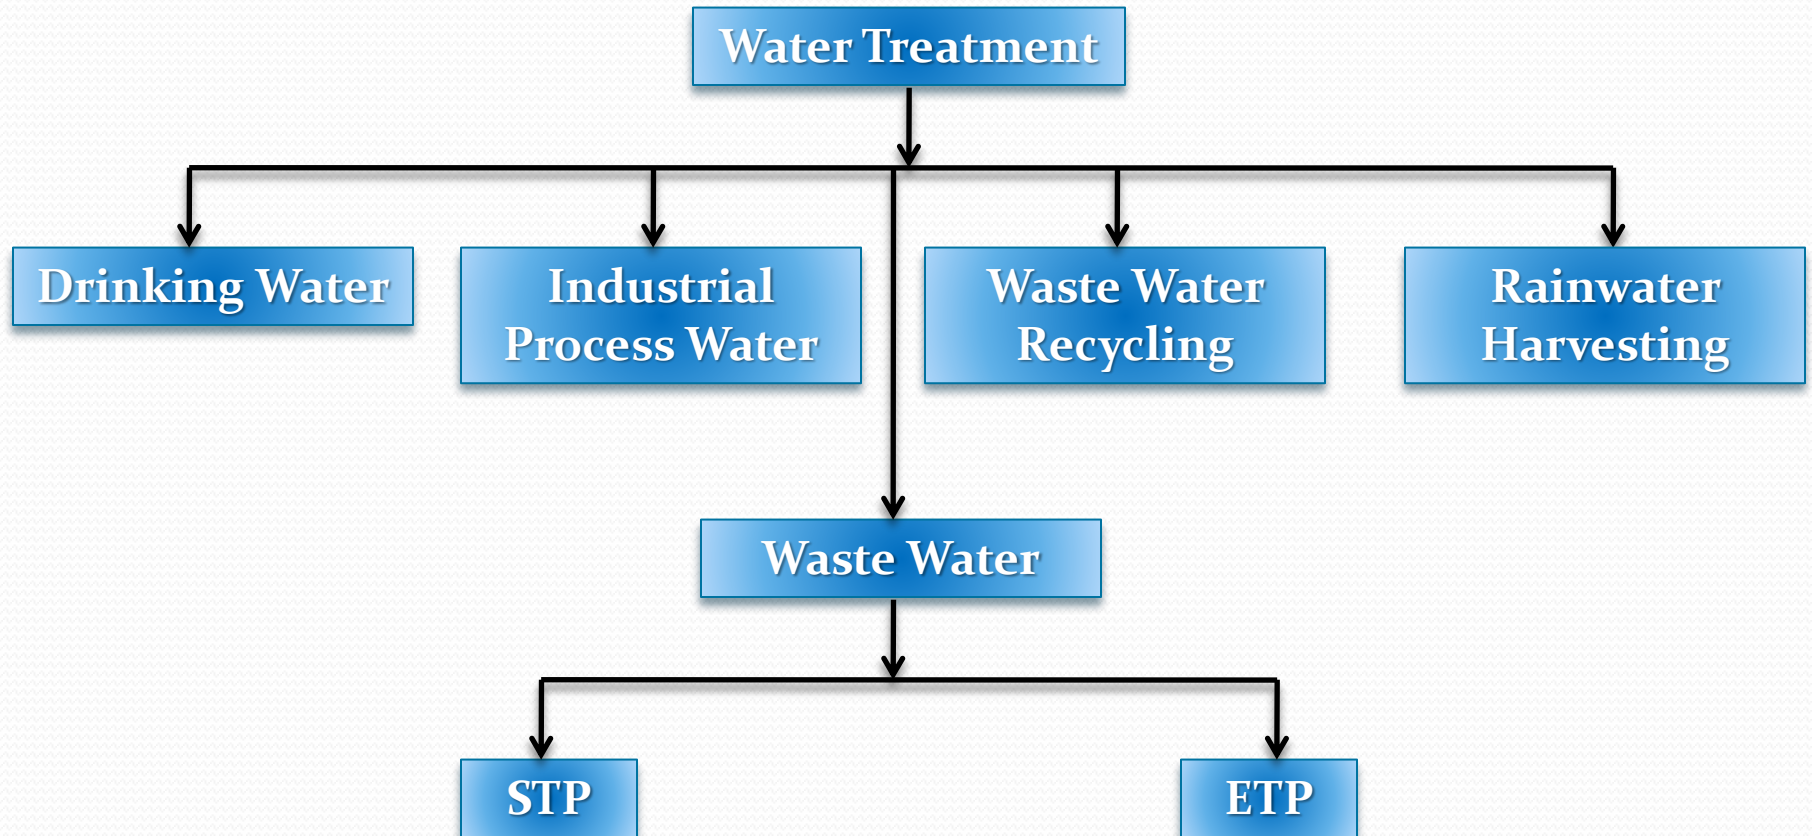 Water Treatment
Drinking Water
Industrial
Process Water
Waste Water
Recycling
Rainwater
Harvesting
Waste Water
STP
ETP